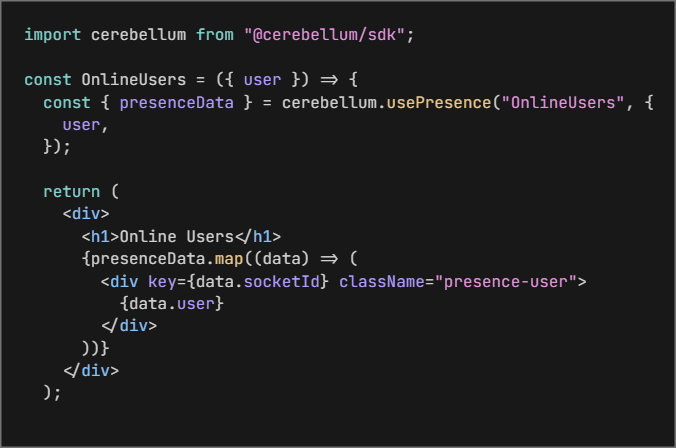 import cerebellum from "@cerebellum/sdk";

const OnlineUsers = ({ user }) => {
  const { presenceData } = cerebellum.usePresence("OnlineUsers", {
    user,
  });

  return (
    <div>
      <h1>Online Users</h1>
      {presenceData.map((data) => (
        <div key={data.socketId} className="presence-user">
          {data.user}
        </div>
      ))}
    </div>
  );